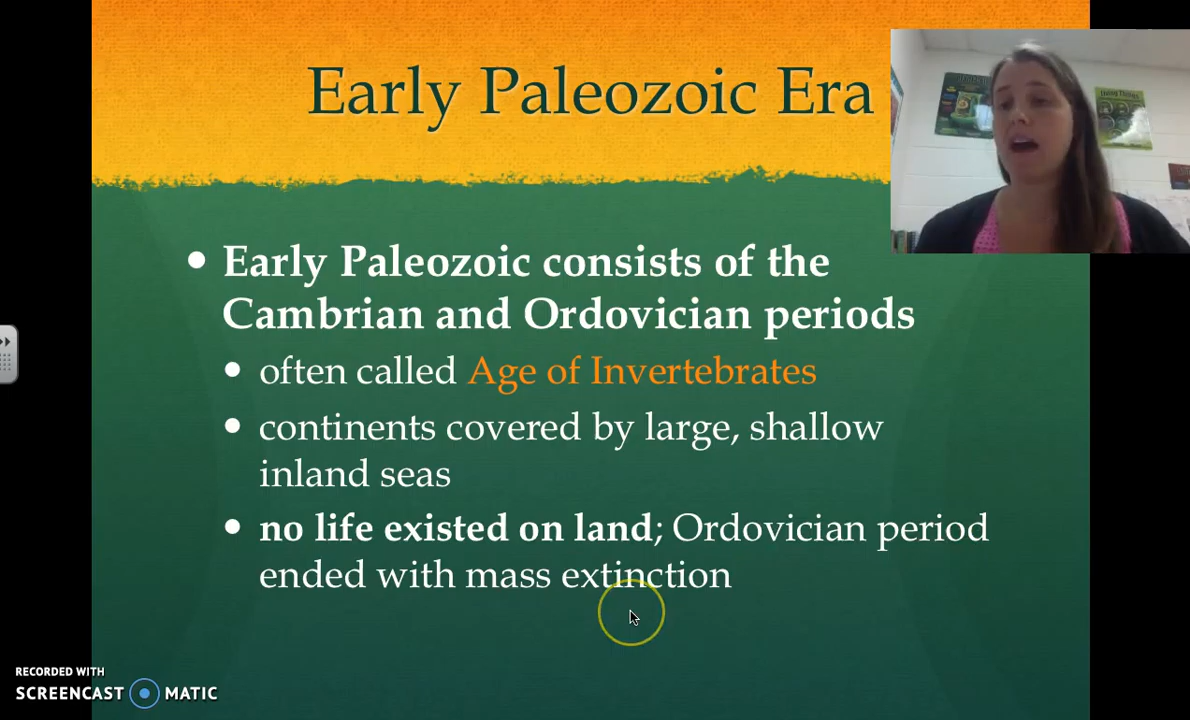 Early Paleozoic Era
• Early Paleozoic consists of the
Cambrian and Ordovician periods
• often called Age of Invertebrates
• continents covered by large, shallow
inland seas
• no life existed on land; Ordovician period
ended with mass extinction
RECORDED WITH
SCREENCAST MATIC